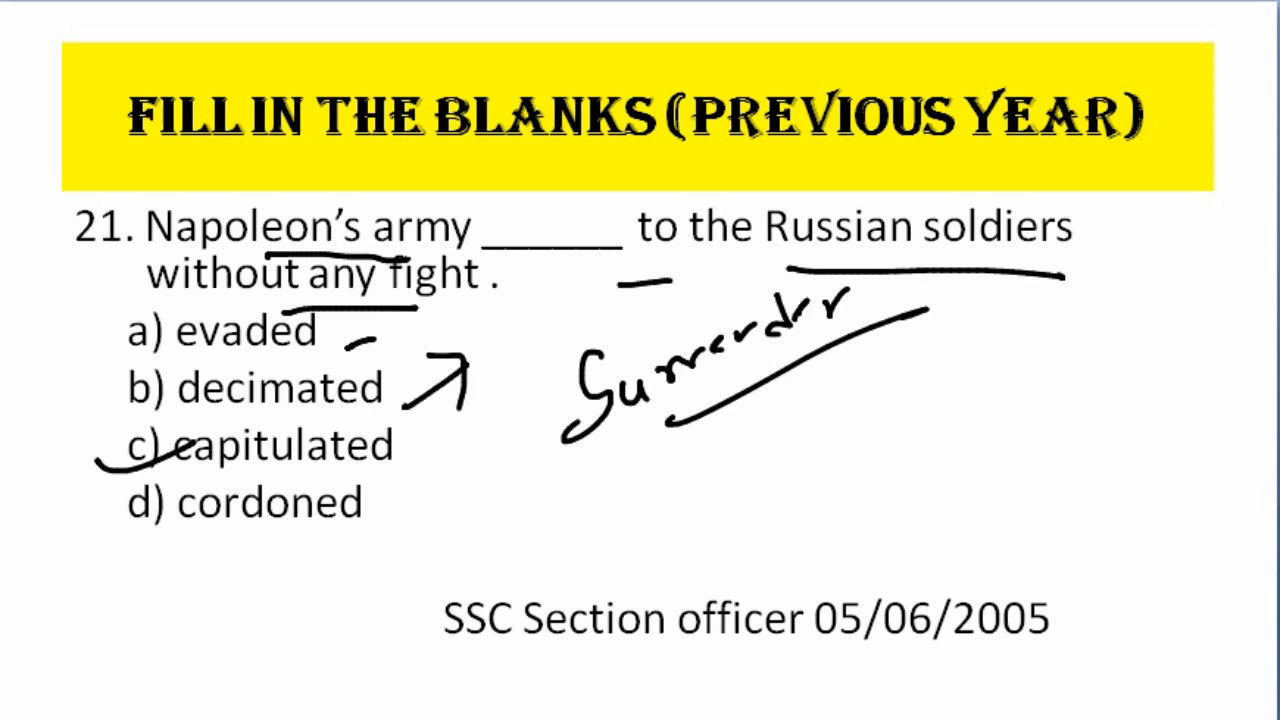 FILL IN THE BLANKS (PREVIOUS YEAR)
21. Napoleon’s army ______ to the Russian soldiers
without any fight .
a) evaded
b) decimated
Surrender
c) capitulated
d) cordoned
SSC Section officer 05/06/2005